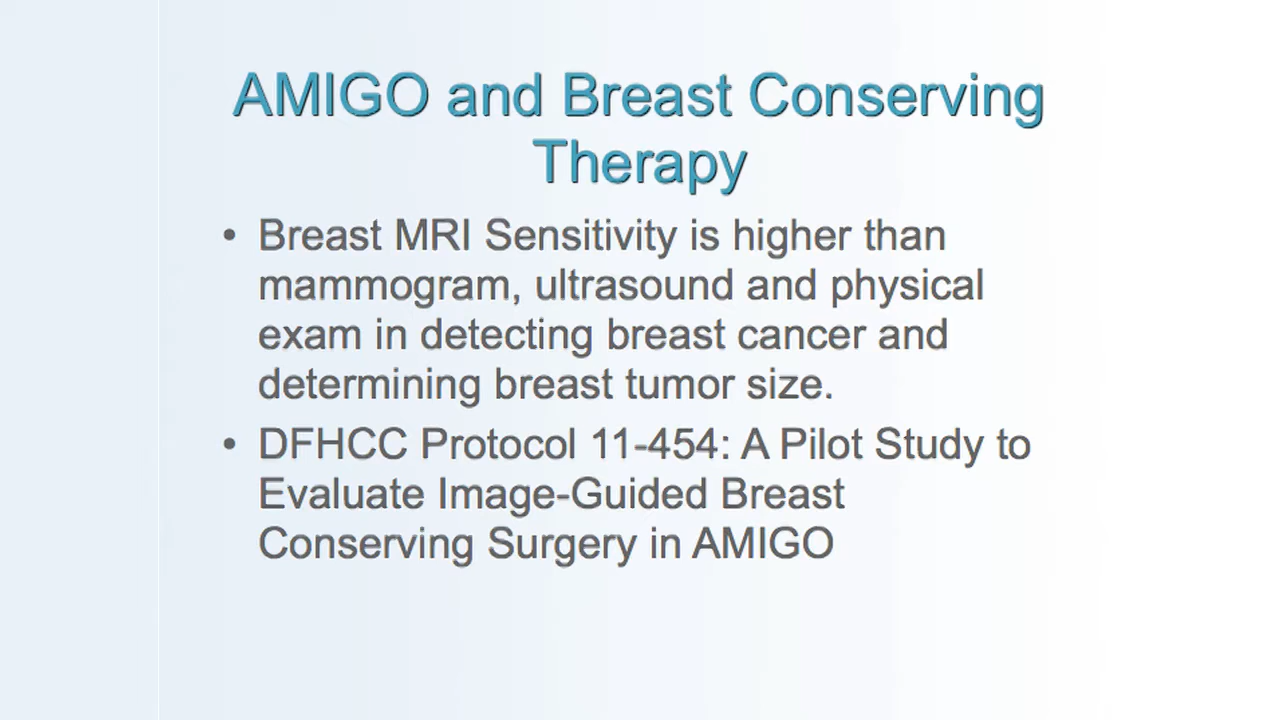 AMIGO and Breast Conserving
Therapy
• Breast MRI Sensitivity is higher than
mammogram, ultrasound and physical
exam in detecting breast cancer and
determining breast tumor size.
• DFHCC Protocol 11-454: A Pilot Study to
Evaluate Image-Guided Breast
Conserving Surgery in AMIGO